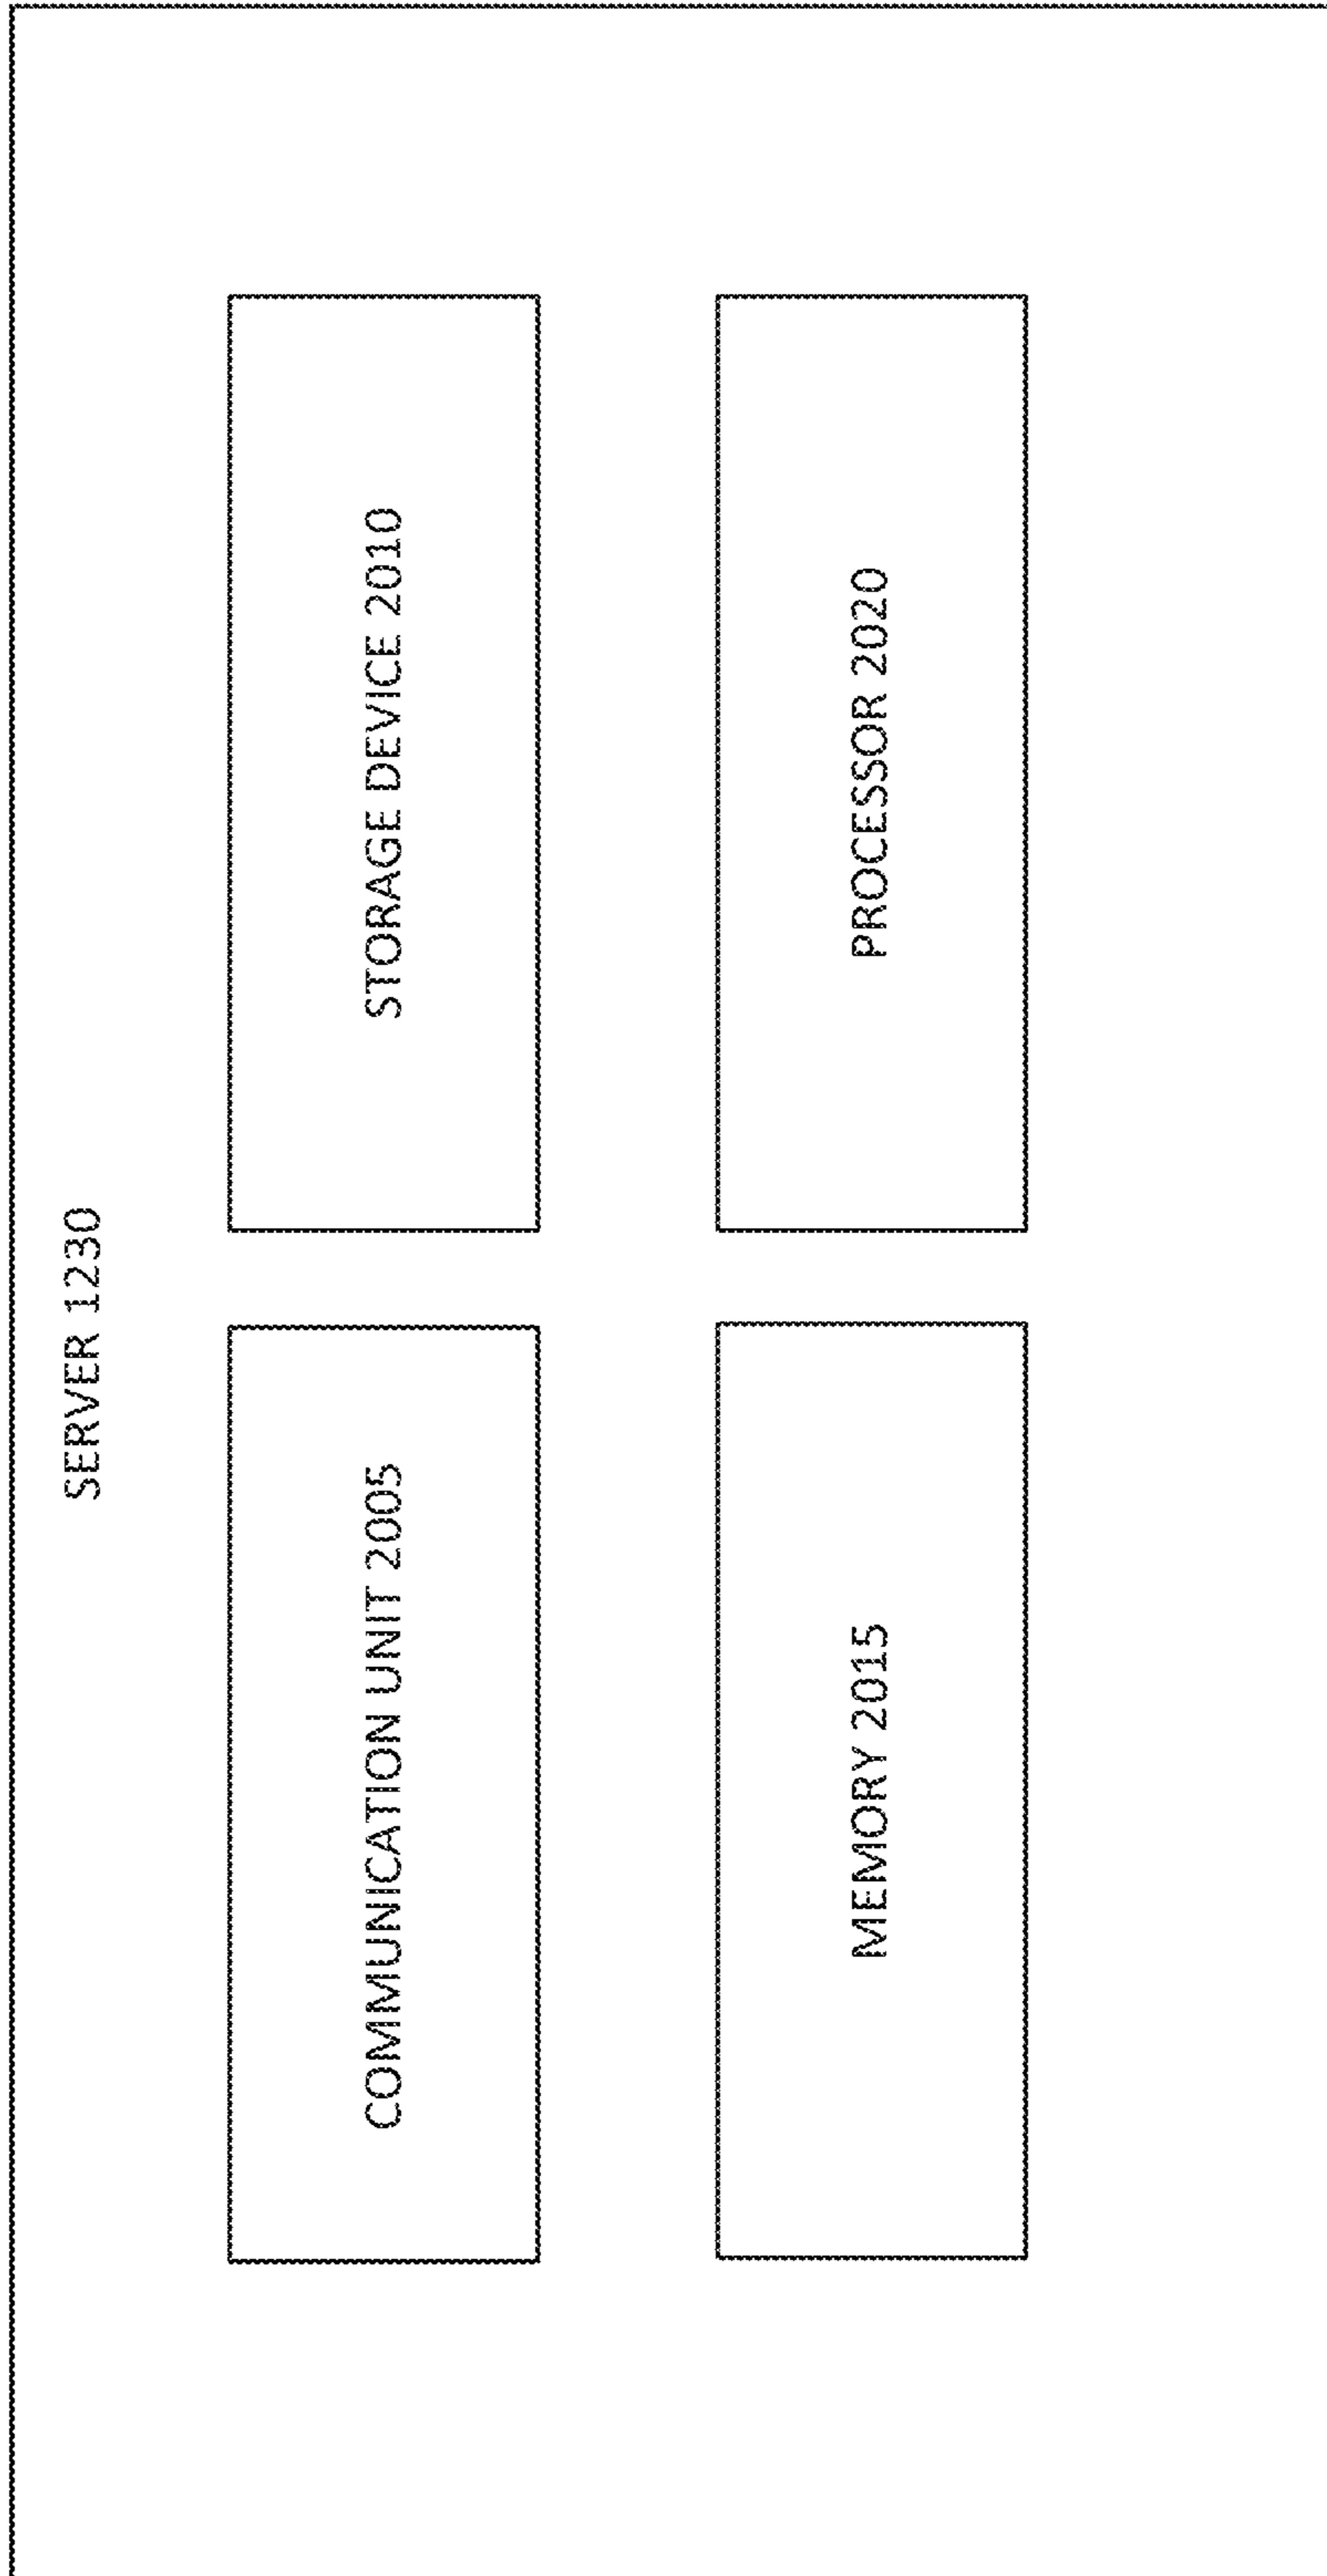 SERVER 1230
COMMUNICATION UNIT 2005
STORAGE DEVICE 2010
MEMORY 2015
PROCESSOR 2020